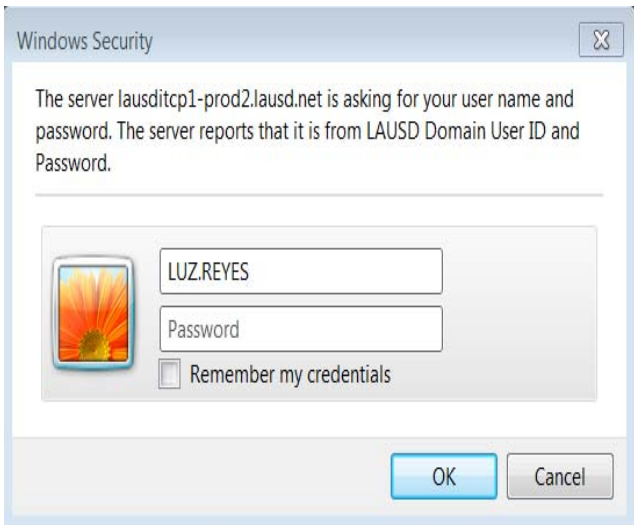 Windows Security
The server lausditcp1-prod2.lausd.net is asking for your user name and
password. The server reports that it is from LAUSD Domain User ID and
Password.
LUZ.REYES
Password
Remember my credentials
OK
Cancel